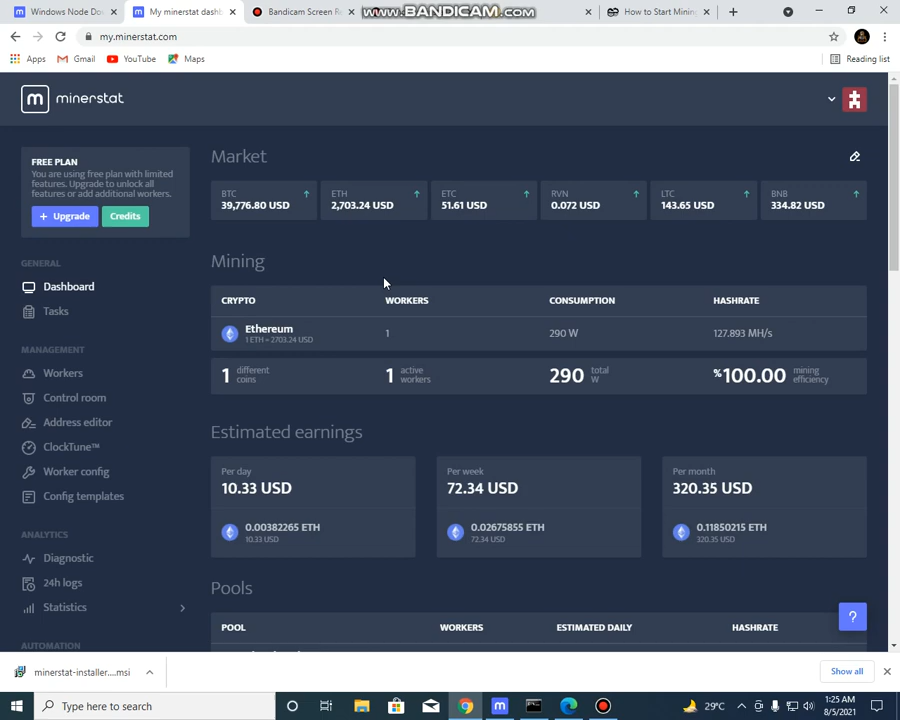 Windows Node Do
My minerstat dashb
Bandicam Screen Re
WWW.BANDICAM.COM
How to Start Minin
my.minerstat.com
Apps
Gmail
YouTube
Maps
Reading list
m minerstat
FREE PLAN
You are using free plan with limited
features. Upgrade to unlock all
features or add additional workers.
+ Upgrade
Credits
GENERAL
Dashboard
Tasks
MANAGEMENT
Workers
Control room
Address editor
ClockTune™
Worker config
Config templates
ANALYTICS
Diagnostic
24h logs
Statistics
AUTOMATION
Market
BTC
39,776.80 USD
ETH
2,703.24 USD
ETC
51.61 USD
RVN
0.072 USD
LTC
143.65 USD
BNB
334.82 USD
Mining
CRYPTO WORKERS CONSUMPTION HASHRATE
Ethereum
1 ETH = 2703.24 USD
1
290 W
127.893 MH/s
1 different coins
1 active workers
290 total W
%100.00 mining efficiency
Estimated earnings
Per day
10.33 USD
0.00382265 ETH
10.33 USD
Per week
72.34 USD
0.02675855 ETH
72.34 USD
Per month
320.35 USD
0.11850215 ETH
320.35 USD
Pools
POOL WORKERS ESTIMATED DAILY HASHRATE
?
minerstat-installer....msi
Show all
Type here to search
29°C
1:25 AM
8/5/2021